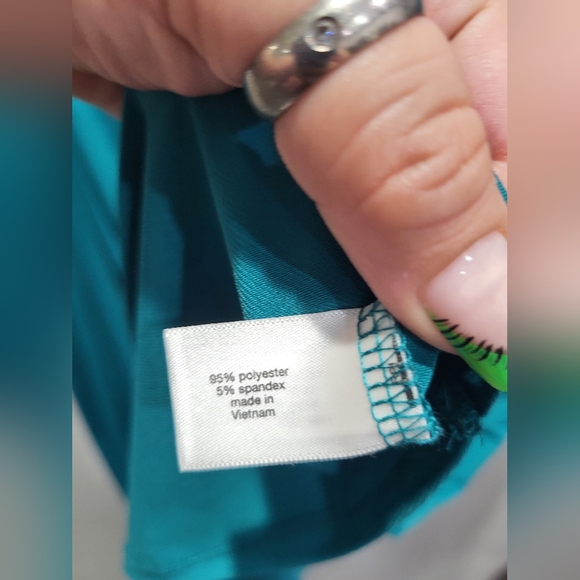 95% polyester
5% spandex
made in
Vietnam